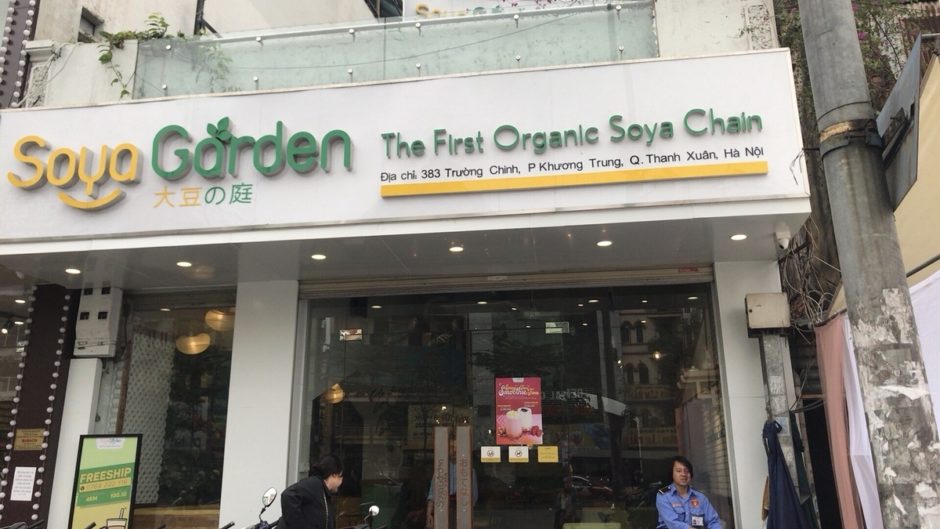 Soya Garden
大豆の庭
The First Organic Soya Chain
Địa chỉ: 383 Trường Chinh, P Khương Trung, Q. Thanh Xuân, Hà Nội
Smoothie
FREESHIP